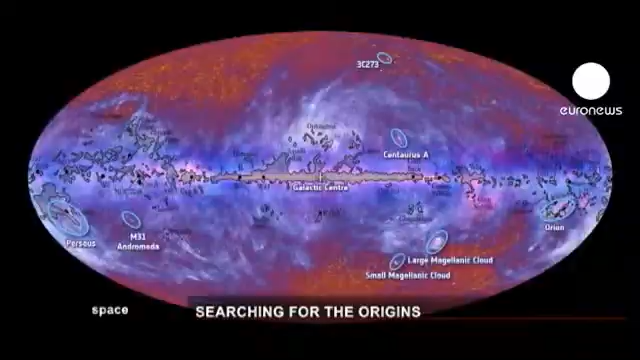 3C273
euronews
Centaurus A
Galactic Centre
Perseus
M31
Andromeda
Orion
Large Magellanic Cloud
Small Magellanic Cloud
space
SEARCHING FOR THE ORIGINS